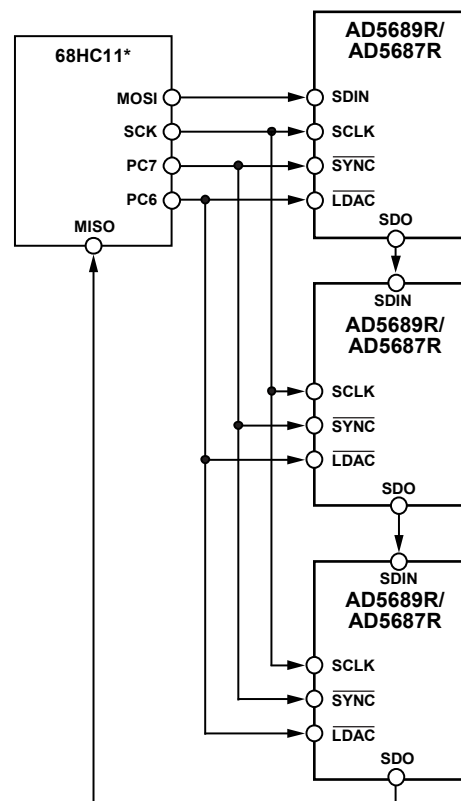 68HC11*
MOSI
SCK
PC7
PC6
MISO
AD5689R/
AD5687R
SDIN
SCLK
SYNC
LDAC
SDO
SDIN
AD5689R/
AD5687R
SCLK
SYNC
LDAC
SDO
SDIN
AD5689R/
AD5687R
SCLK
SYNC
LDAC
SDO